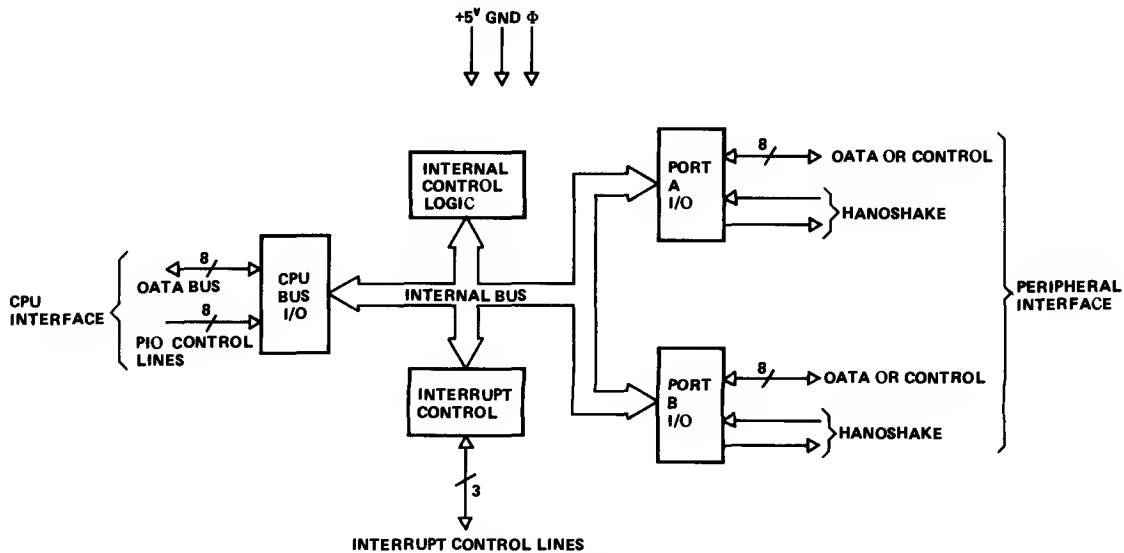 +5V GND Φ
INTERNAL
CONTROL
LOGIC
PORT
A
I/O
8
OATA OR CONTROL
HANOSHAKE
CPU
INTERFACE
8
OATA BUS
8
PIO CONTROL
LINES
CPU
BUS
I/O
INTERNAL BUS
PERIPHERAL
INTERFACE
INTERRUPT
CONTROL
3
INTERRUPT CONTROL LINES
PORT
B
I/O
8
OATA OR CONTROL
HANOSHAKE